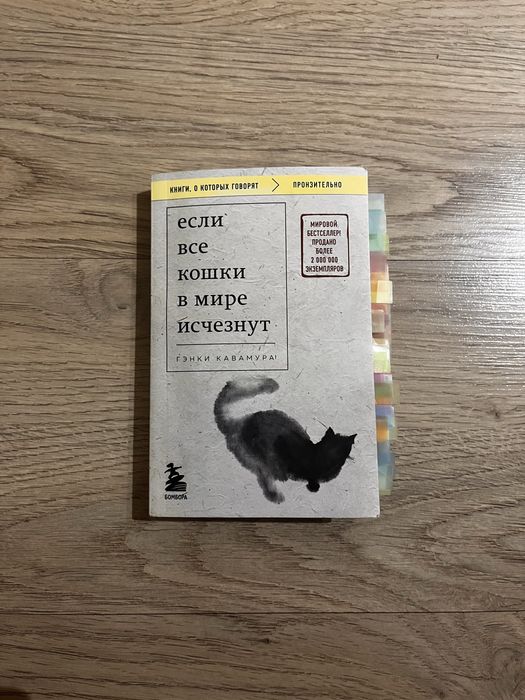 КНИГИ, О КОТОРЫХ ГОВОРЯТ > ПРОНЗИТЕЛЬНО
если
все
кошки
в мире
исчезнут
ГЭНКИ КАВАМУРА
МИРОВОЙ
БЕСТСЕЛЛЕР!
ПРОДАНО
БОЛЕЕ
2 000 000
ЭКЗЕМПЛЯРОВ
БОМБОРА